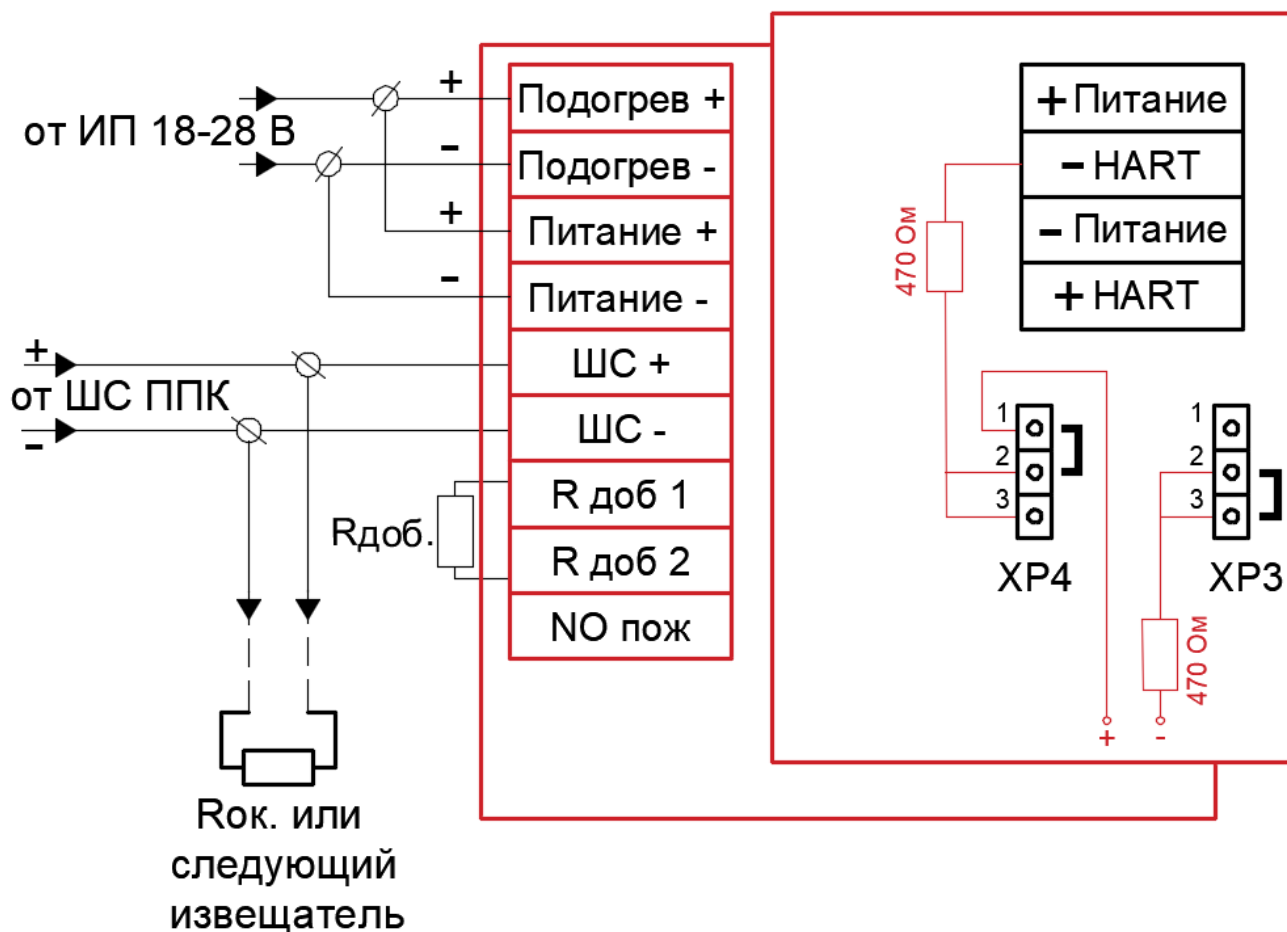 от ИП 18-28 В
+
-
+
-
+
от ШС ППК
-
Подогрев +
Подогрев -
Питание +
Питание -
ШС +
ШС -
R доб 1
R доб 2
NO пож
Rдоб.
Rок. или
следующий
извещатель
+ Питание
- HART
- Питание
+ HART
470 Ом
1
2
3
XP4
1
2
3
XP3
470 Ом
+
-